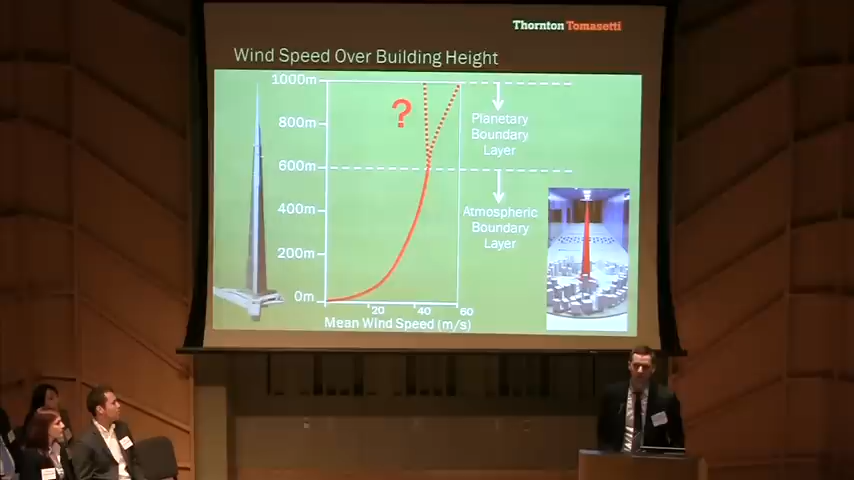 Thornton Tomasetti
Wind Speed Over Building Height
1000m
800m
600m
400m
200m
0m
?
Planetary
Boundary
Layer
Atmospheric
Boundary
Layer
20
40
60
Mean Wind Speed (m/s)